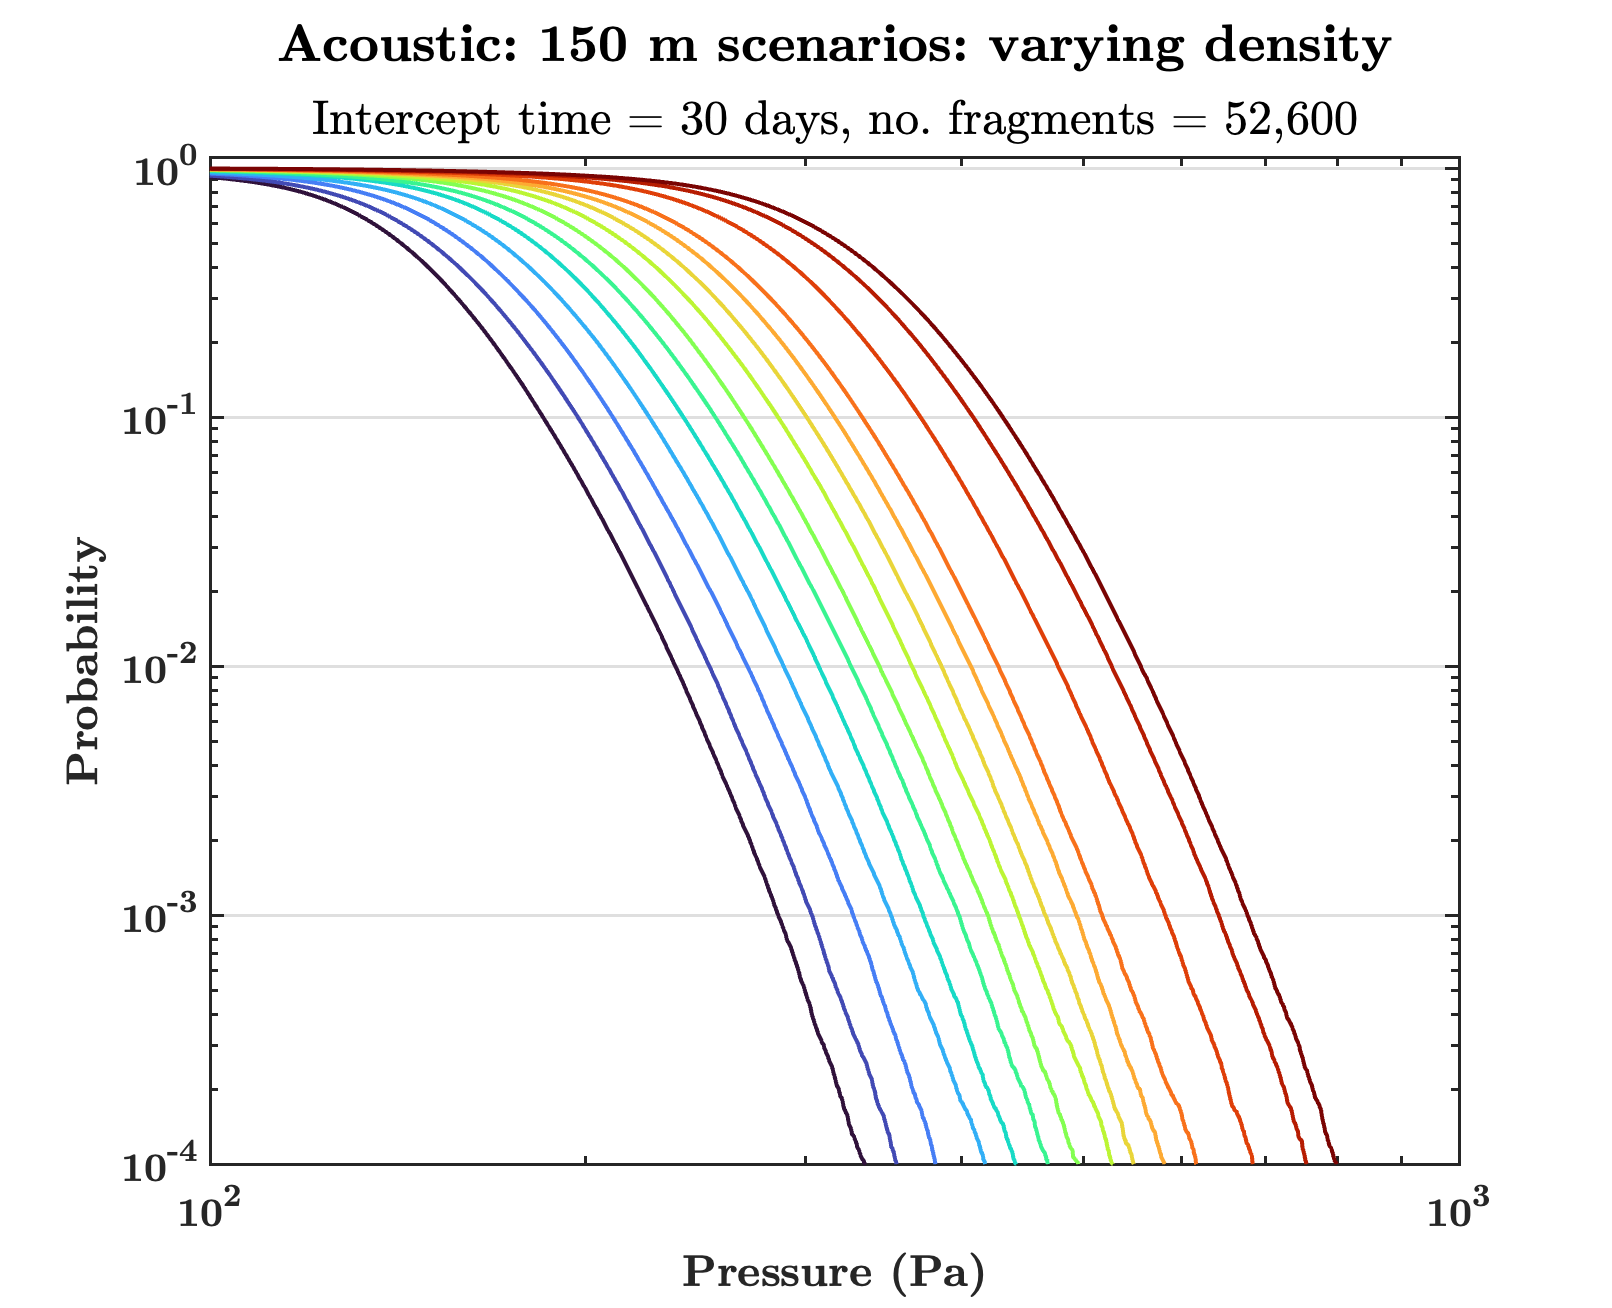 Acoustic: 150 m scenarios: varying density
Intercept time = 30 days, no. fragments = 52,600
10^0
10^-1
10^-2
10^-3
10^-4
Probability
10^2
10^3
Pressure (Pa)